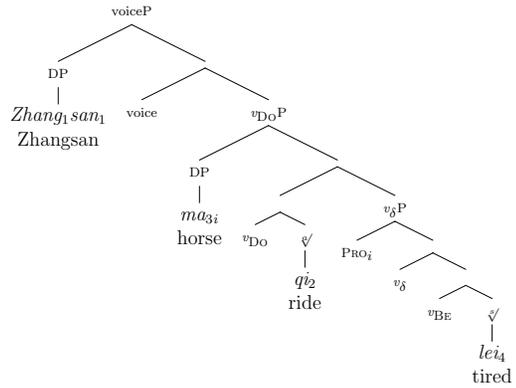 voiceP
DP
Zhang₁san₁
Zhangsan
voice
vDOP
DP
ma₃ᵢ
horse
vDO
√
qi₂
ride
vδP
PROᵢ
vδ
vBE
√
lei₄
tired